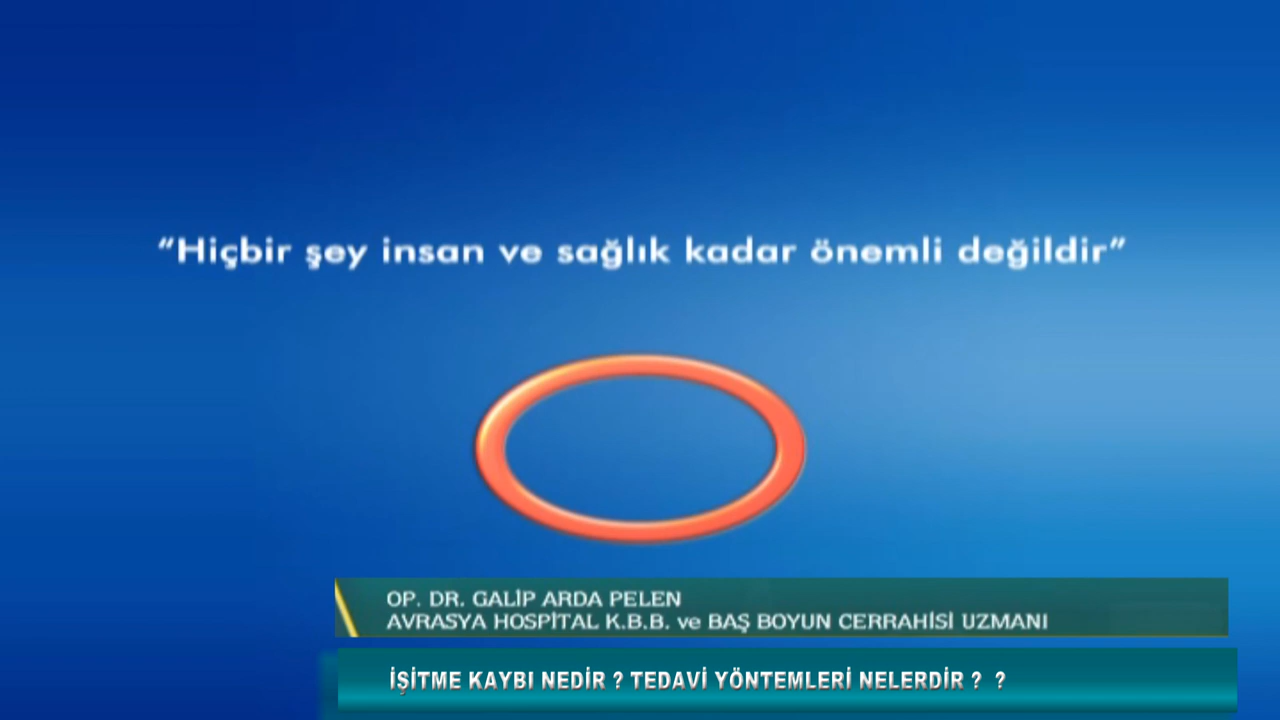 “Hiçbir şey insan ve sağlık kadar önemli değildir”
OP. DR. GALİP ARDA PELEN
AVRASYA HOSPİTAL K.B.B. ve BAŞ BOYUN CERRAHİSİ UZMANI
İŞİTME KAYBI NEDİR ? TEDAVİ YÖNTEMLERİ NELERDİR ? ?